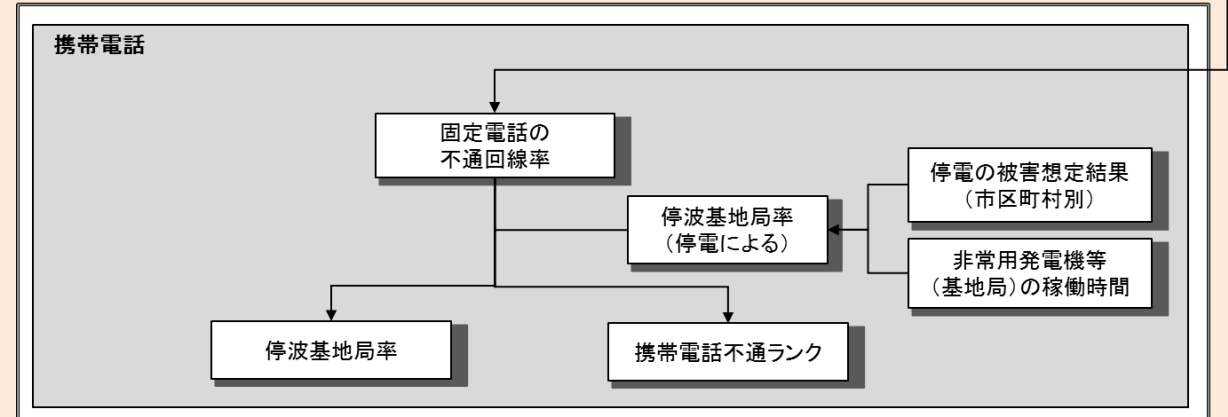 携帯電話
固定電話の
不通回線率
停電の被害想定結果
（市区町村別）
停波基地局率
（停電による）
非常用発電機等
（基地局）の稼働時間
停波基地局率
携帯電話不通ランク